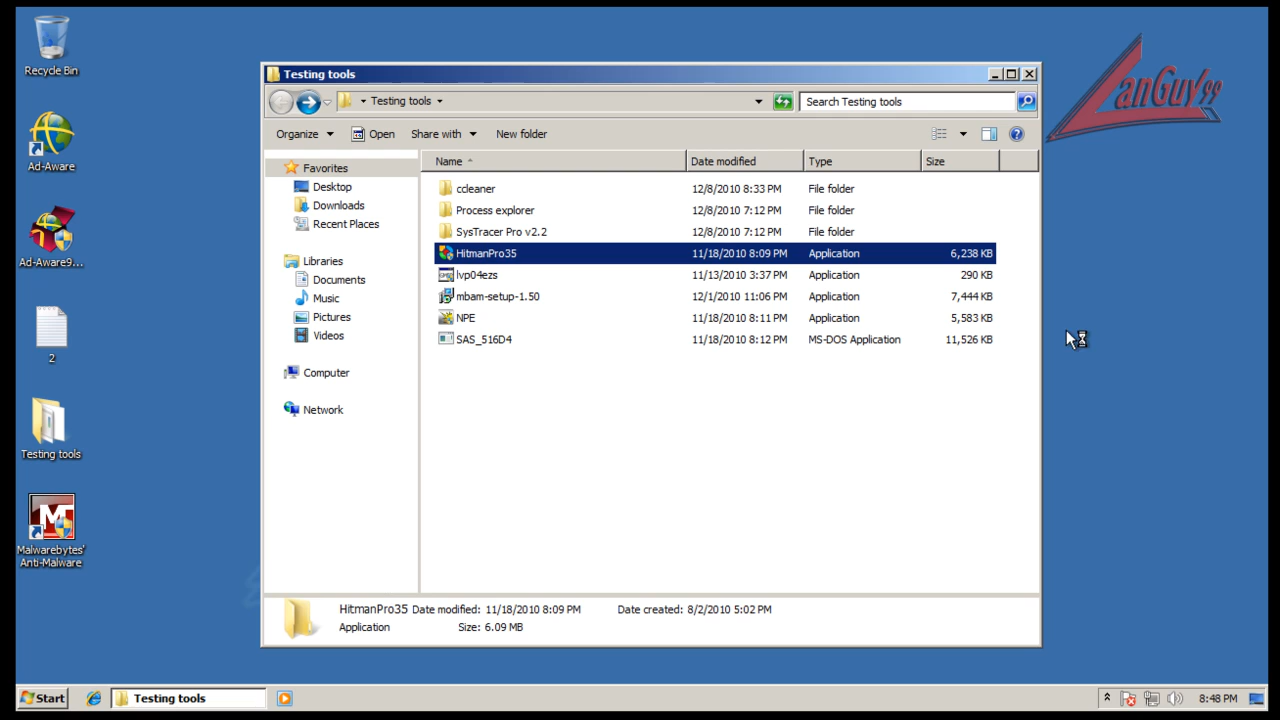 Recycle Bin
Ad-Aware
Ad-Aware9...
2
Testing tools
Malwarebytes'
Anti-Malware
Testing tools
Testing tools
Search Testing tools
Organize Open Share with New folder
Favorites
Desktop
Downloads
Recent Places
Libraries
Documents
Music
Pictures
Videos
Computer
Network
Name Date modified Type Size
ccleaner 12/8/2010 8:33 PM File folder
Process explorer 12/8/2010 7:12 PM File folder
SysTracer Pro v2.2 12/8/2010 7:12 PM File folder
HitmanPro35 11/18/2010 8:09 PM Application 6,238 KB
lvp04ezs 11/13/2010 3:37 PM Application 290 KB
mbam-setup-1.50 12/1/2010 11:06 PM Application 7,444 KB
NPE 11/18/2010 8:11 PM Application 5,583 KB
SAS_516D4 11/18/2010 8:12 PM MS-DOS Application 11,526 KB
HitmanPro35 Date modified: 11/18/2010 8:09 PM Date created: 8/2/2010 5:02 PM
Application Size: 6.09 MB
LanGuy99
Start Testing tools 8:48 PM